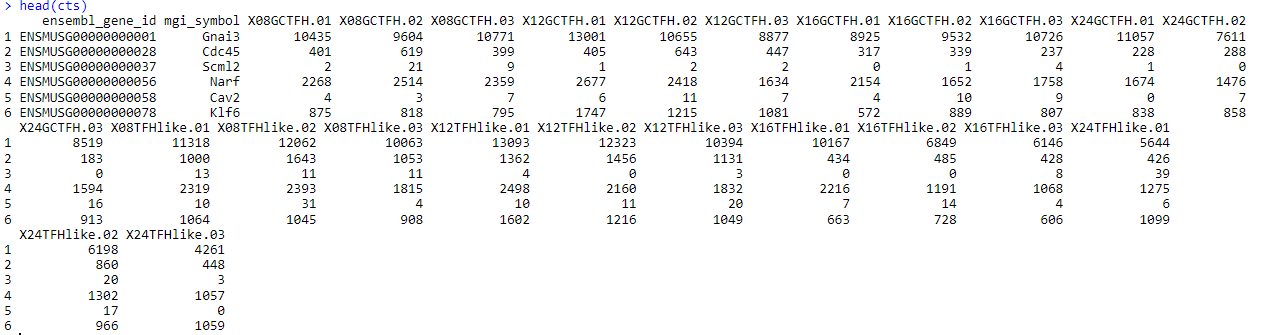 > head(cts)
ensembl_gene_id mgi_symbol X08GCTFH.01 X08GCTFH.02 X08GCTFH.03 X12GCTFH.01 X12GCTFH.02 X12GCTFH.03 X16GCTFH.01 X16GCTFH.02 X16GCTFH.03 X24GCTFH.01 X24GCTFH.02
1 ENSMUSG00000000001 Gnai3 10435 9604 10771 13001 10655 8877 8925 9532 10726 11057 7611
2 ENSMUSG00000000028 Cdc45 401 619 399 405 643 447 317 339 237 228 288
3 ENSMUSG00000000037 Scml2 2 21 9 1 2 2 0 1 4 1 0
4 ENSMUSG00000000056 Narf 2268 2514 2359 2677 2418 1634 2154 1652 1758 1674 1476
5 ENSMUSG00000000058 Cav2 4 3 7 6 11 7 4 10 9 0 7
6 ENSMUSG00000000078 Klf6 875 818 795 1747 1215 1081 572 889 807 838 858
X24GCTFH.03 X08TFHlike.01 X08TFHlike.02 X08TFHlike.03 X12TFHlike.01 X12TFHlike.02 X12TFHlike.03 X16TFHlike.01 X16TFHlike.02 X16TFHlike.03 X24TFHlike.01
1 8519 11318 12062 10063 13093 12323 10394 10167 6849 6146 5644
2 183 1000 1643 1053 1362 1456 1131 434 485 428 426
3 0 13 11 11 4 0 3 0 0 8 39
4 1594 2319 2393 1815 2498 2160 1832 2216 1191 1068 1275
5 16 10 31 4 10 11 20 7 14 4 6
6 913 1064 1045 908 1602 1216 1049 663 728 606 1099
X24TFHlike.02 X24TFHlike.03
1 6198 4261
2 860 448
3 20 3
4 1302 1057
5 17 0
6 966 1059